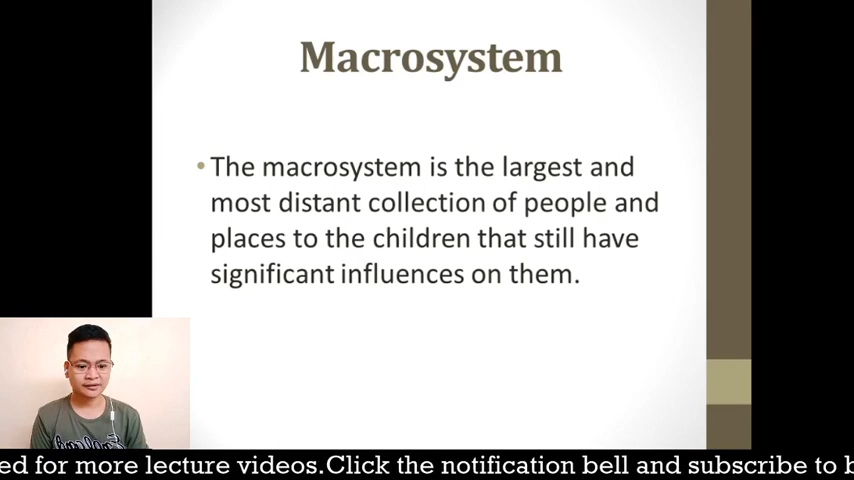 Macrosystem
• The macrosystem is the largest and
most distant collection of people and
places to the children that still have
significant influences on them.
ed for more lecture videos.Click the notification bell and subscribe to b